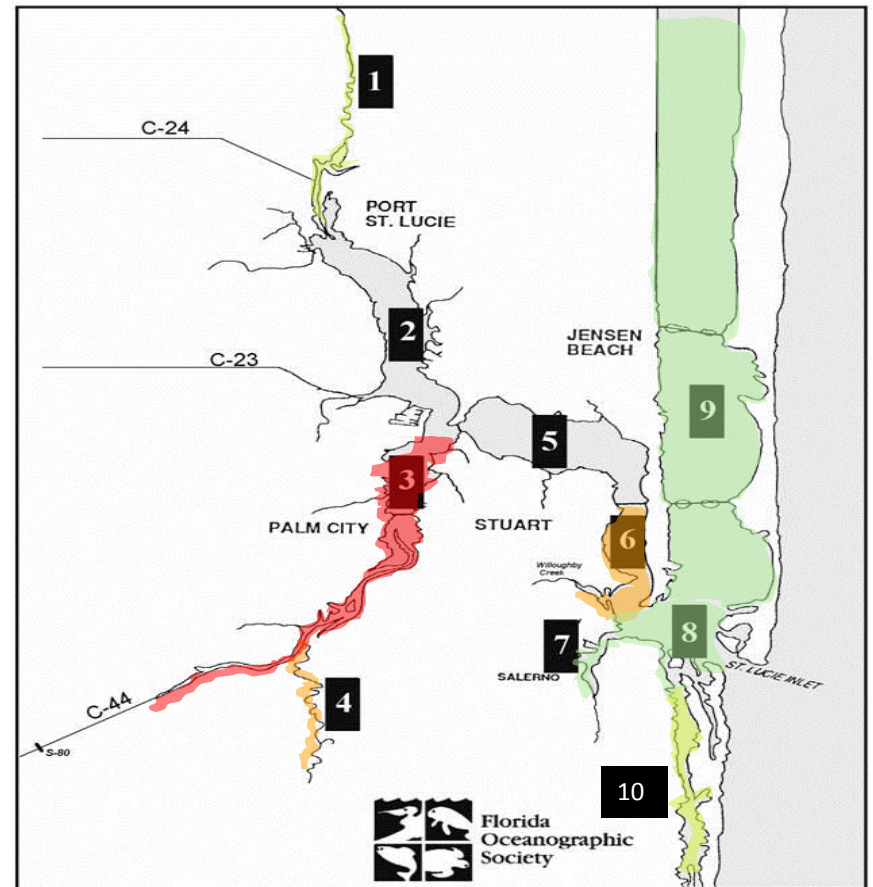 1
C-24
PORT
ST. LUCIE
2
JENSEN
BEACH
C-23
9
5
3
PALM CITY
STUART
6
Willoughby
Creek
7
8
SALERNO
ST. LUCIE INLET
4
C-44
S-80
10
Florida
Oceanographic
Society